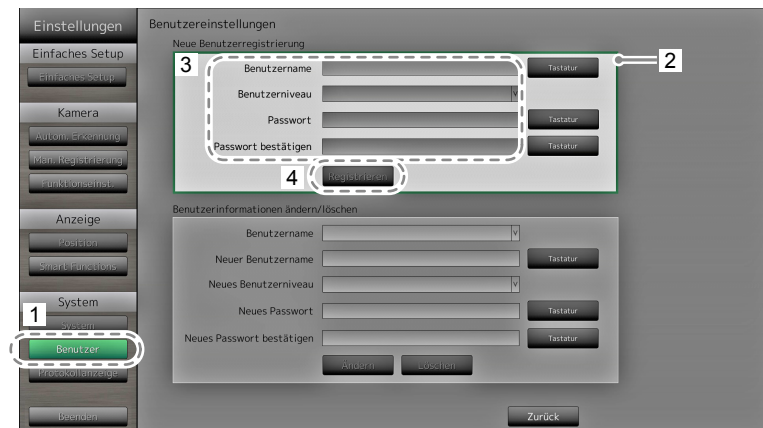 Einstellungen
Einfaches Setup
Einfaches Setup
Kamera
Autom. Erkennung
Man. Registrierung
Funktionseinst.
Anzeige
Position
Smart Functions
System
1
System
Benutzer
Protokollanzeige
Beenden
Benutzereinstellungen
Neue Benutzerregistrierung
2
3
Benutzername Tastatur
Benutzerniveau
Passwort Tastatur
Passwort bestätigen Tastatur
4 Registrieren
Benutzerinformationen ändern/löschen
Benutzername
Neuer Benutzername Tastatur
Neues Benutzerniveau
Neues Passwort Tastatur
Neues Passwort bestätigen Tastatur
Ändern Löschen
Zurück